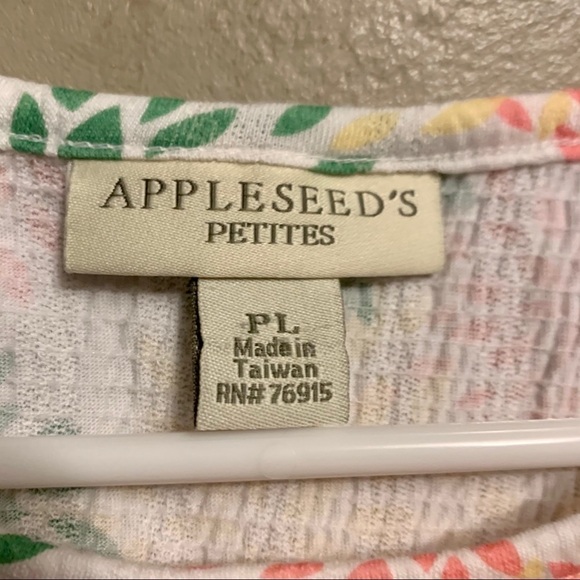 APPLESEED'S
PETITES
PL
Made in
Taiwan
RN# 76915